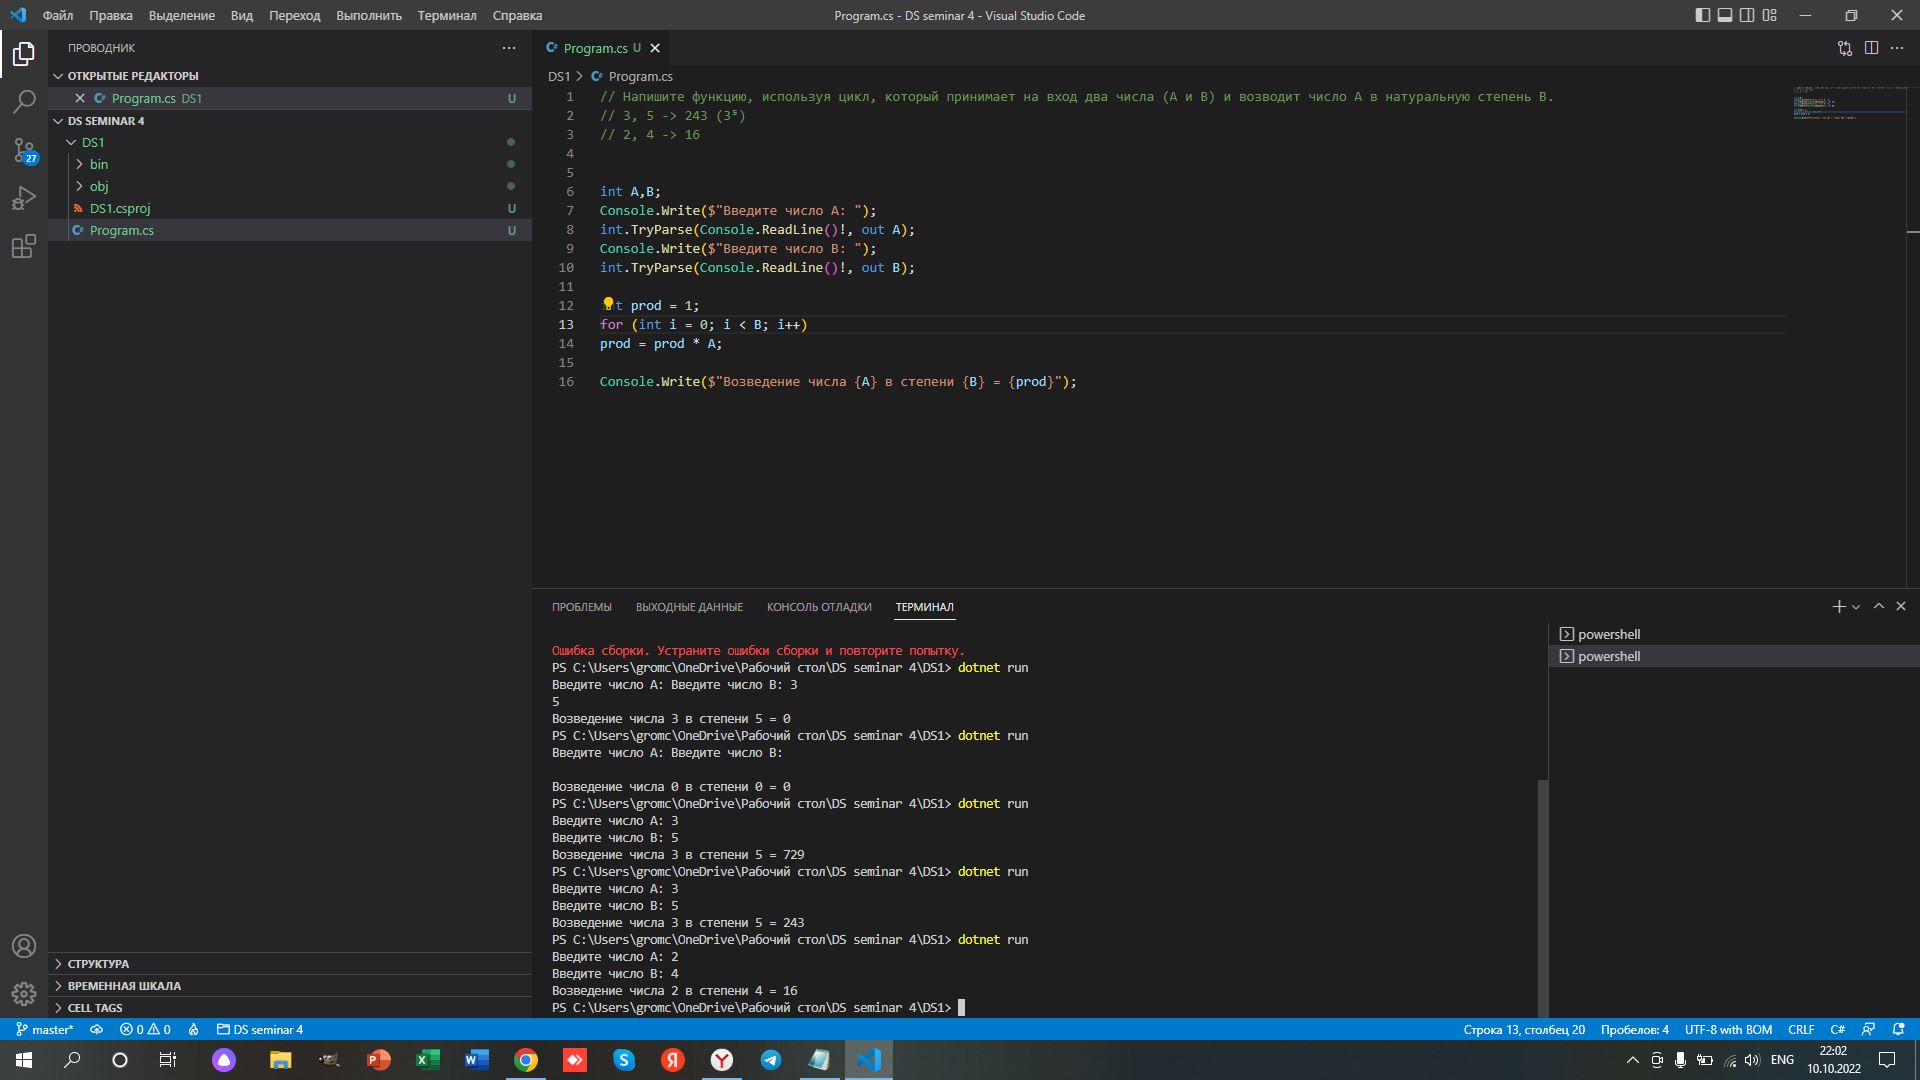 Файл Правка Выделение Вид Переход Выполнить Терминал Справка
Program.cs - DS seminar 4 - Visual Studio Code
ПРОВОДНИК
ОТКРЫТЫЕ РЕДАКТОРЫ
Program.cs DS1 U
DS SEMINAR 4
DS1
bin
obj
DS1.csproj U
Program.cs U
27
СТРУКТУРА
ВРЕМЕННАЯ ШКАЛА
CELL TAGS
Program.cs U
DS1 > Program.cs
1 // Напишите функцию, используя цикл, который принимает на вход два числа (A и B) и возводит число A в натуральную степень B.
2 // 3, 5 -> 243 (3⁵)
3 // 2, 4 -> 16
4
5
6 int A,B;
7 Console.Write($"Введите число A: ");
8 int.TryParse(Console.ReadLine()!, out A);
9 Console.Write($"Введите число B: ");
10 int.TryParse(Console.ReadLine()!, out B);
11
12 int prod = 1;
13 for (int i = 0; i < B; i++)
14 prod = prod * A;
15
16 Console.Write($"Возведение числа {A} в степени {B} = {prod}");
ПРОБЛЕМЫ ВЫХОДНЫЕ ДАННЫЕ КОНСОЛЬ ОТЛАДКИ ТЕРМИНАЛ
Ошибка сборки. Устраните ошибки сборки и повторите попытку.
PS C:\Users\gromc\OneDrive\Рабочий стол\DS seminar 4\DS1> dotnet run
Введите число A: Введите число B: 3
5
Возведение числа 3 в степени 5 = 0
PS C:\Users\gromc\OneDrive\Рабочий стол\DS seminar 4\DS1> dotnet run
Введите число A: Введите число B:
Возведение числа 0 в степени 0 = 0
PS C:\Users\gromc\OneDrive\Рабочий стол\DS seminar 4\DS1> dotnet run
Введите число A: 3
Введите число B: 5
Возведение числа 3 в степени 5 = 729
PS C:\Users\gromc\OneDrive\Рабочий стол\DS seminar 4\DS1> dotnet run
Введите число A: 3
Введите число B: 5
Возведение числа 3 в степени 5 = 243
PS C:\Users\gromc\OneDrive\Рабочий стол\DS seminar 4\DS1> dotnet run
Введите число A: 2
Введите число B: 4
Возведение числа 2 в степени 4 = 16
PS C:\Users\gromc\OneDrive\Рабочий стол\DS seminar 4\DS1>
powershell
powershell
master* 0 0 DS seminar 4
Строка 13, столбец 20 Пробелов: 4 UTF-8 with BOM CRLF C#
ENG
22:02
10.10.2022